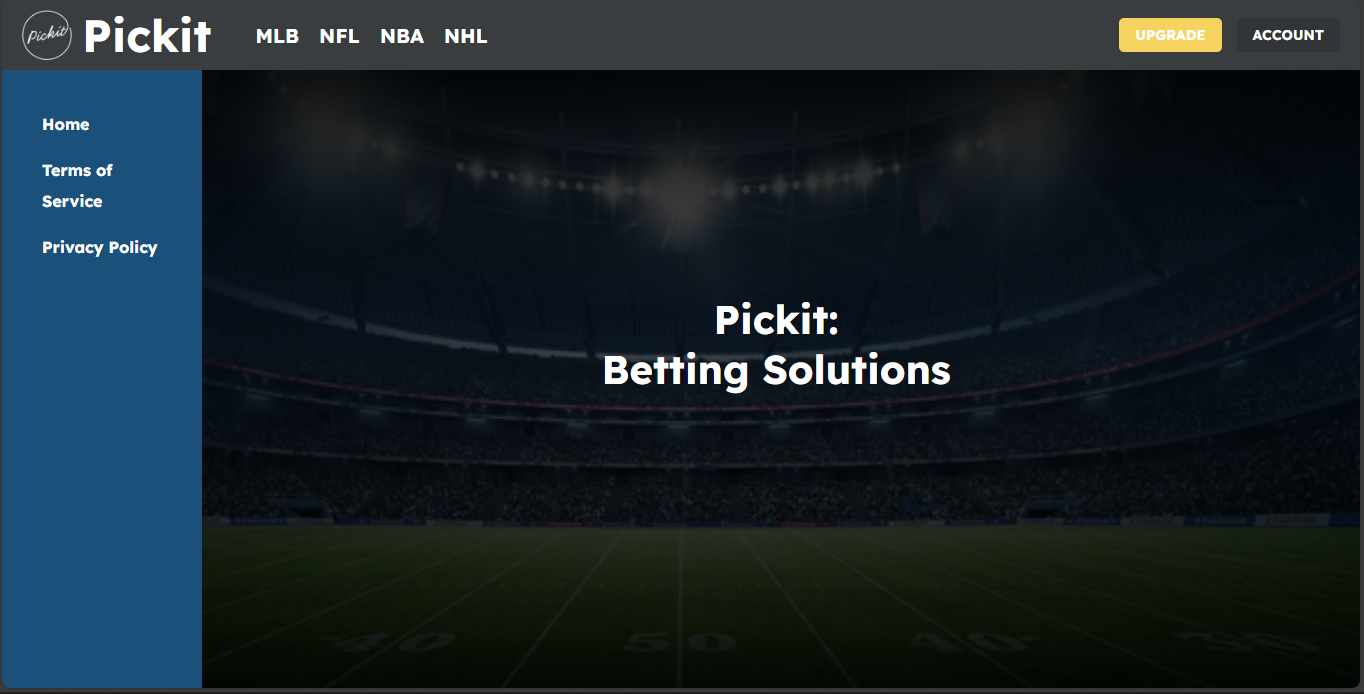 Pickit
Pickit
MLB NFL NBA NHL
UPGRADE
ACCOUNT
Home
Terms of
Service
Privacy Policy
Pickit:
Betting Solutions
40 50 40